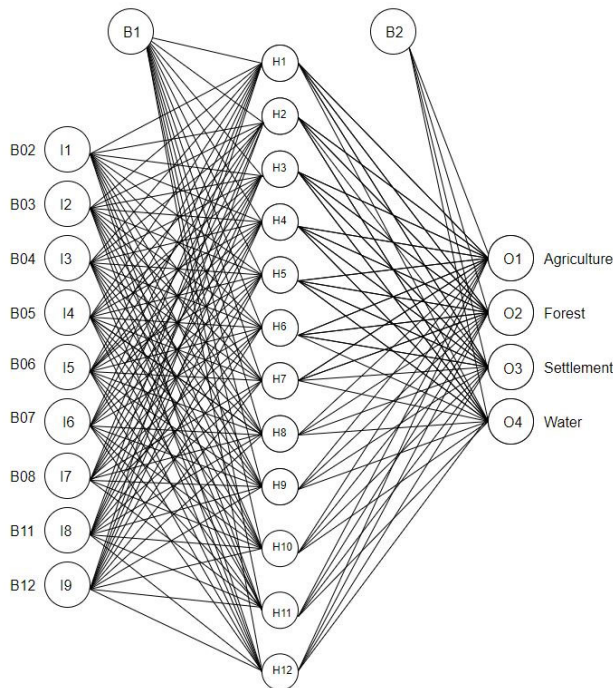 B1
B2
H1
H2
B02 I1
H3
B03 I2
H4
B04 I3
O1 Agriculture
H5
B05 I4
O2 Forest
H6
B06 I5
O3 Settlement
H7
B07 I6
O4 Water
H8
B08 I7
H9
B11 I8
H10
B12 I9
H11
H12